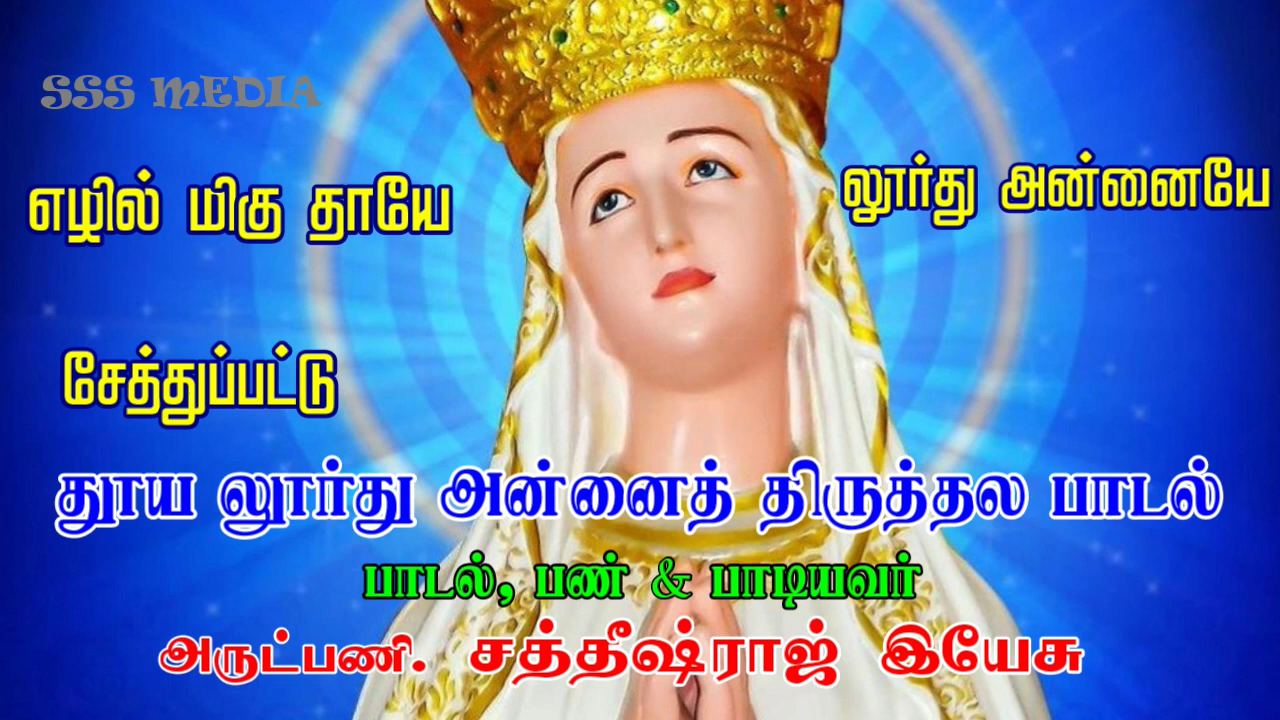 SSS MEDIA
எழில் மிகு தாயே
லூர்து அன்னையே
சேத்துப்பட்டு
தூய லூர்து அன்னைத் திருத்தல பாடல்
பாடல், பண் & பாடியவர்
அருட்பணி. சத்தீஷ்ராஜ் இயேசு